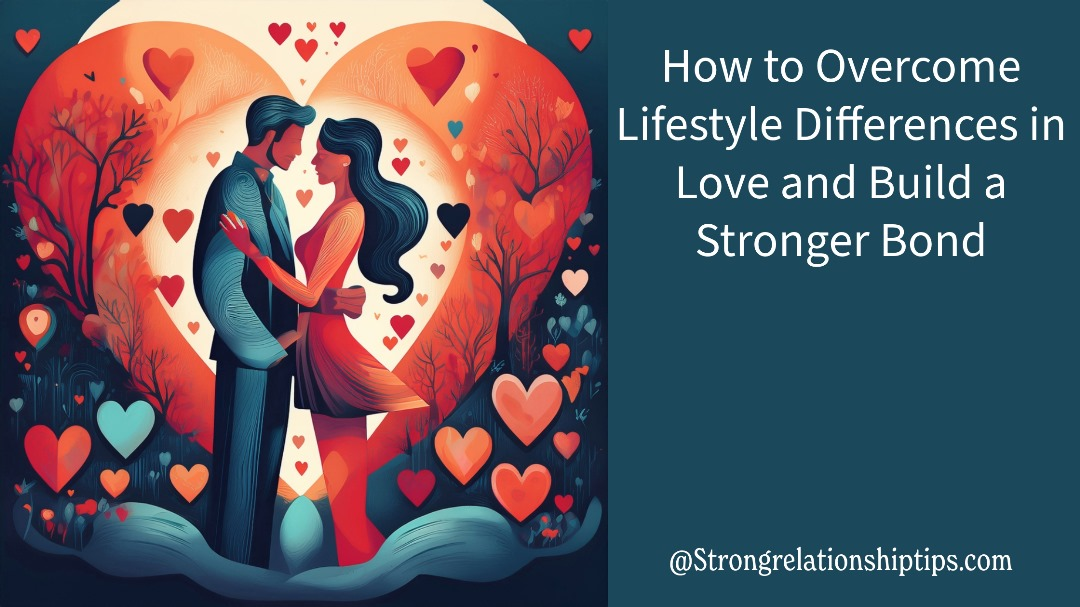 How to Overcome
Lifestyle Differences in
Love and Build a
Stronger Bond
@Strongrelationshiptips.com